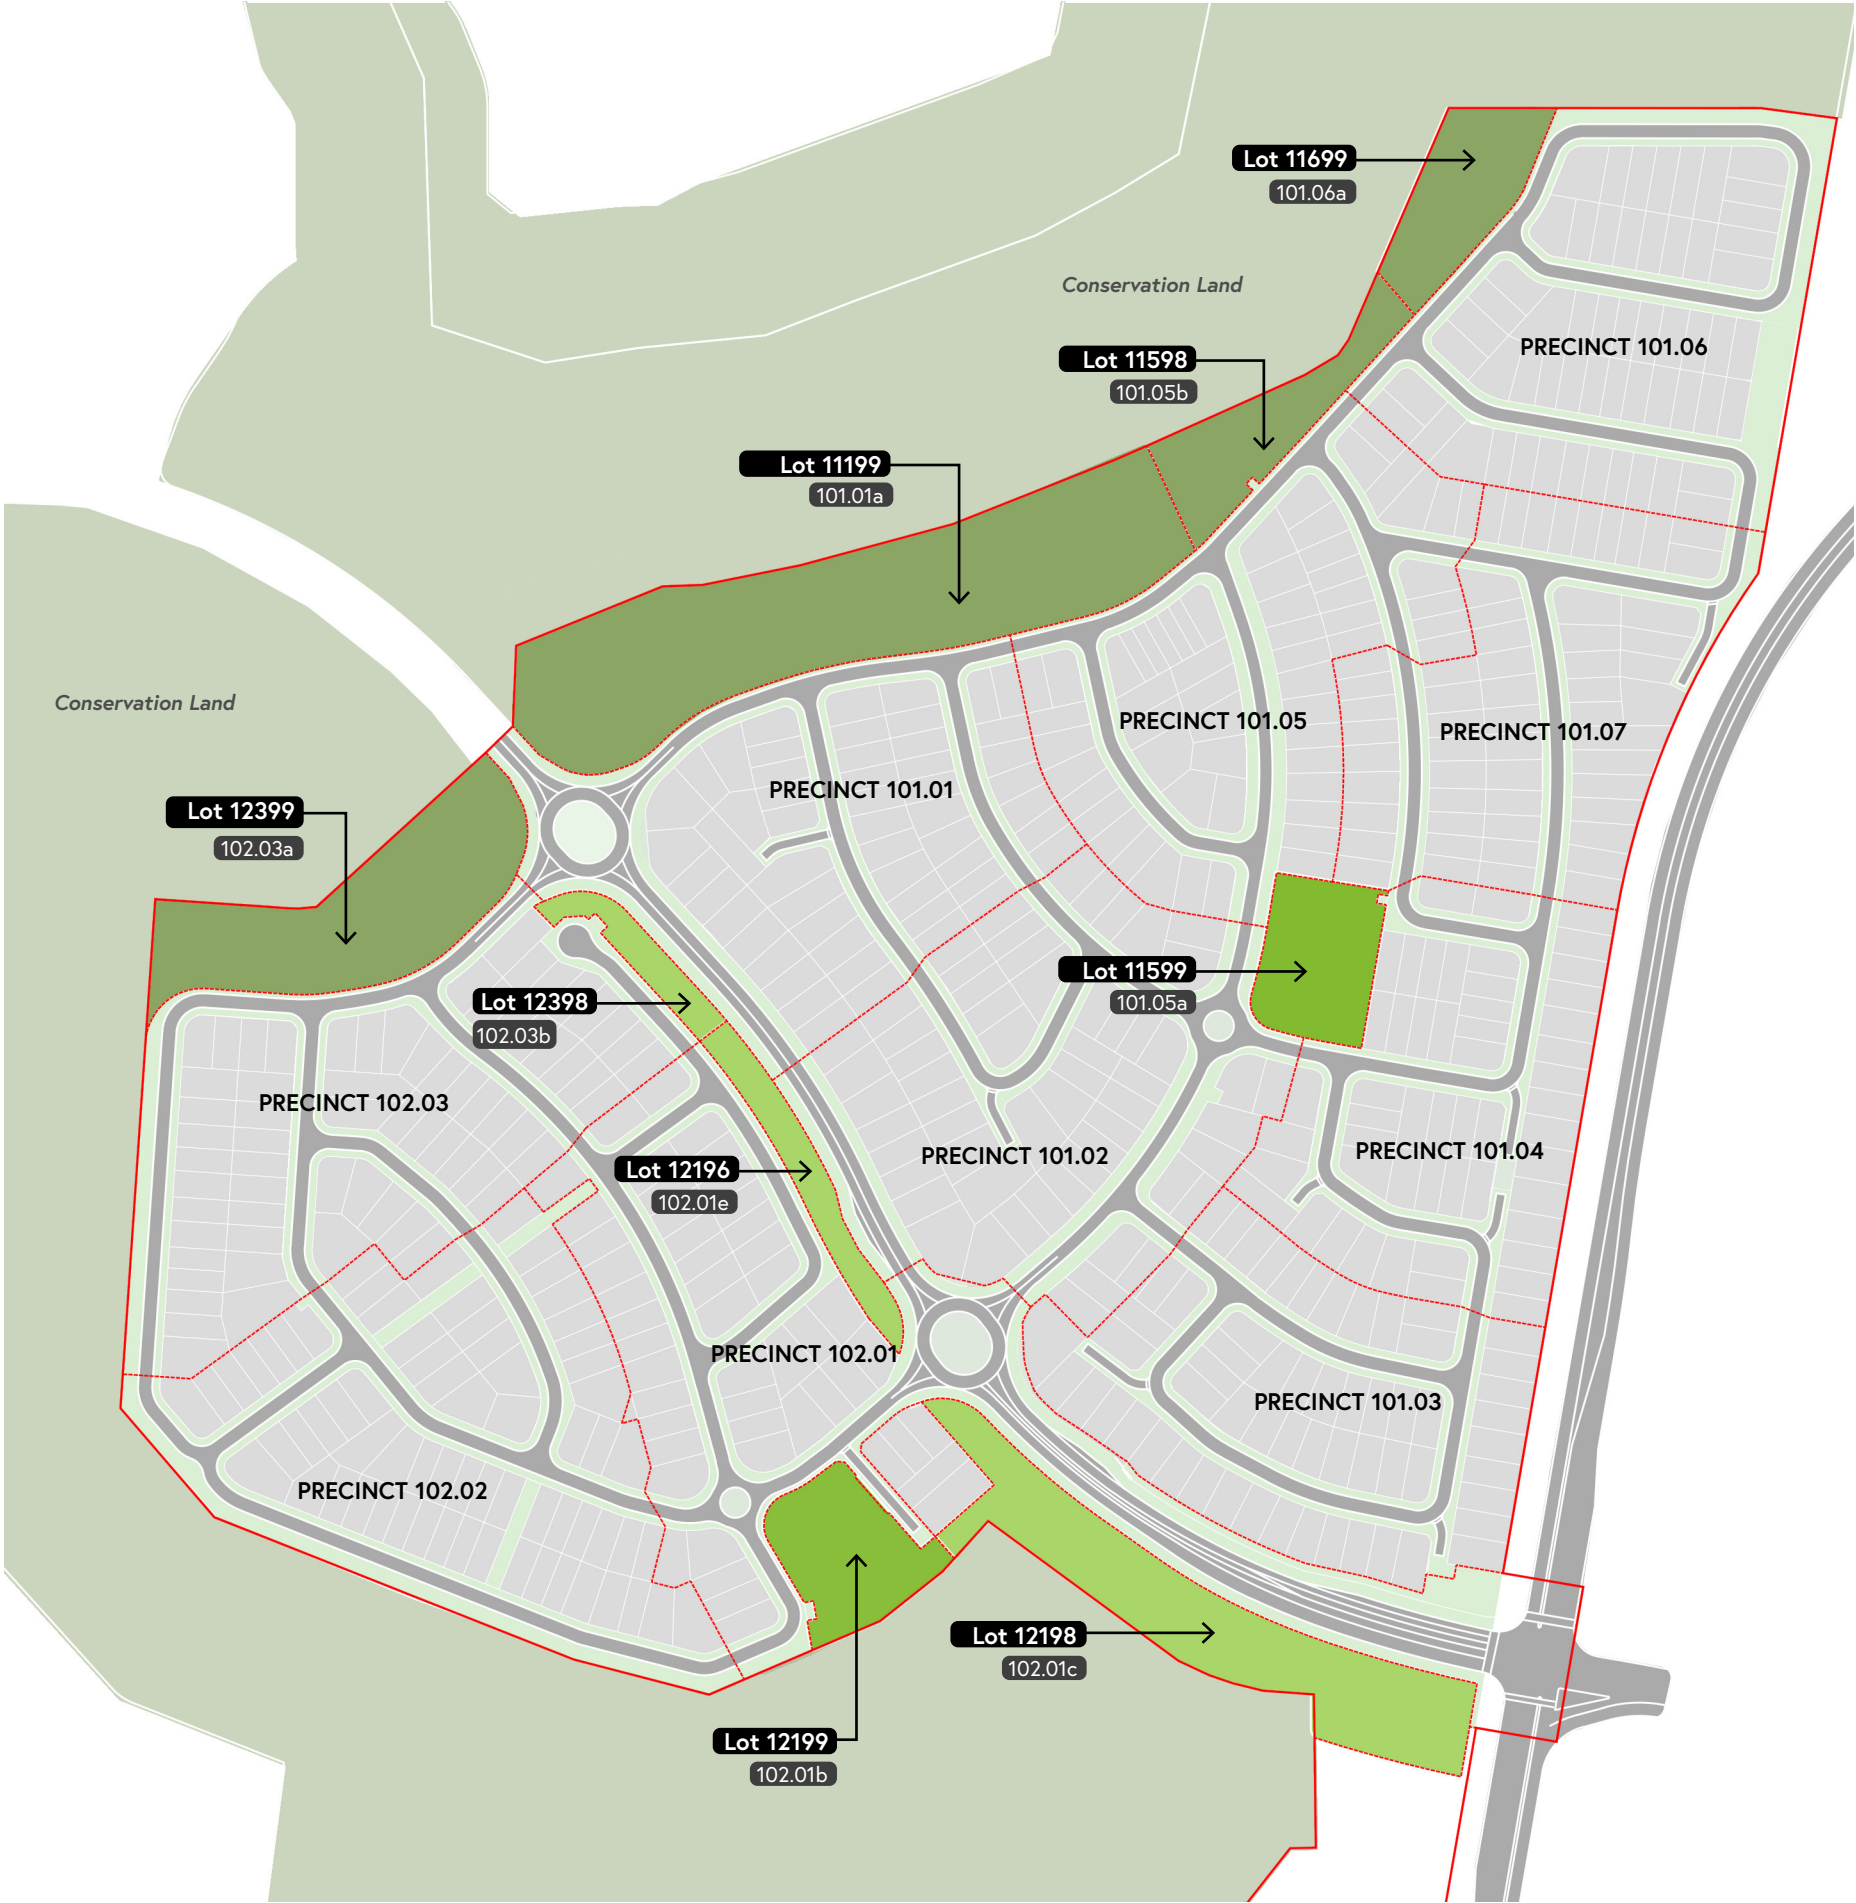 Lot 11699
101.06a
Conservation Land
PRECINCT 101.06
Lot 11598
101.05b
Lot 11199
101.01a
Conservation Land
PRECINCT 101.05
PRECINCT 101.07
PRECINCT 101.01
Lot 12399
102.03a
Lot 11599
101.05a
Lot 12398
102.03b
PRECINCT 102.03
PRECINCT 101.04
PRECINCT 101.02
Lot 12196
102.01e
PRECINCT 102.01
PRECINCT 101.03
PRECINCT 102.02
Lot 12198
102.01c
Lot 12199
102.01b